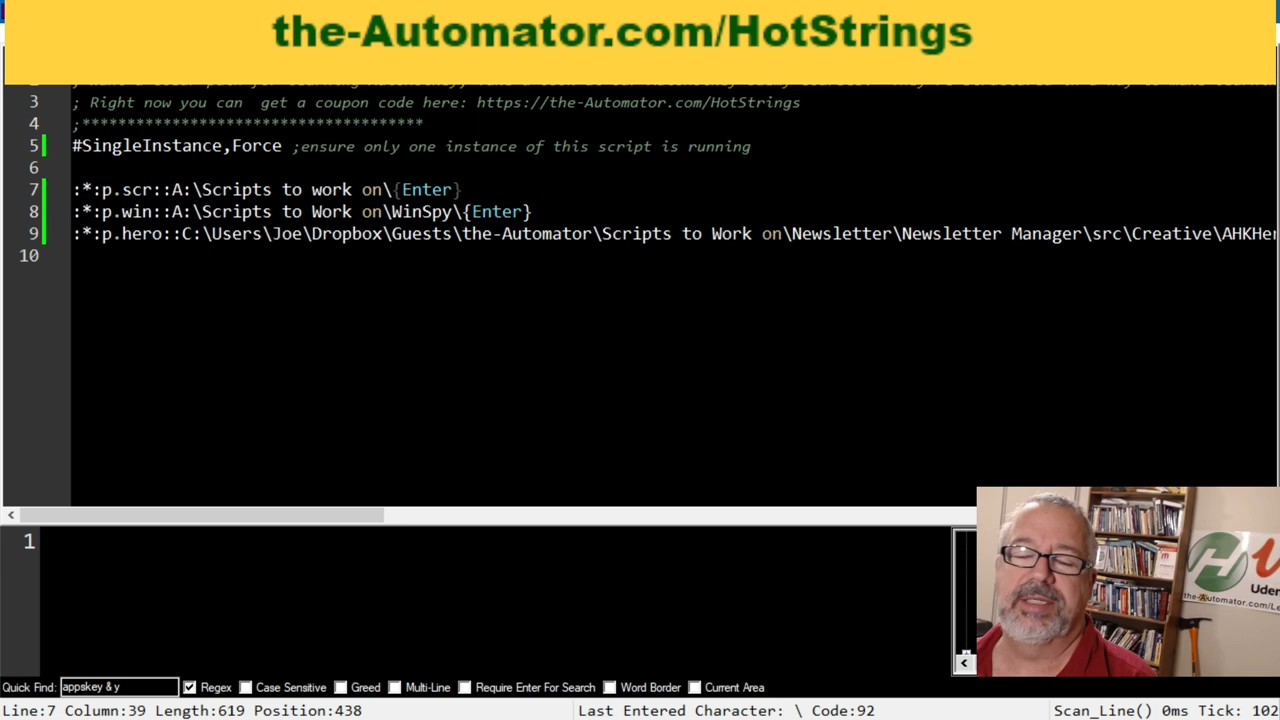 the-Automator.com/HotStrings
3 ; Right now you can get a coupon code here: https://the-Automator.com/HotStrings
4 ;**************************************
5 #SingleInstance,Force ;ensure only one instance of this script is running
6
7 :*:p.scr::A:\Scripts to work on\{Enter}
8 :*:p.win::A:\Scripts to Work on\WinSpy\{Enter}
9 :*:p.hero::C:\Users\Joe\Dropbox\Guests\the-Automator\Scripts to Work on\Newsletter\Newsletter Manager\src\Creative\AHKHer
10
1
H
Udem
the-Automator.com/Le
Quick Find: appskey & y Regex Case Sensitive Greed Multi-Line Require Enter For Search Word Border Current Area
Line:7 Column:39 Length:619 Position:438 Last Entered Character: \ Code:92 Scan_Line() 0ms Tick: 102